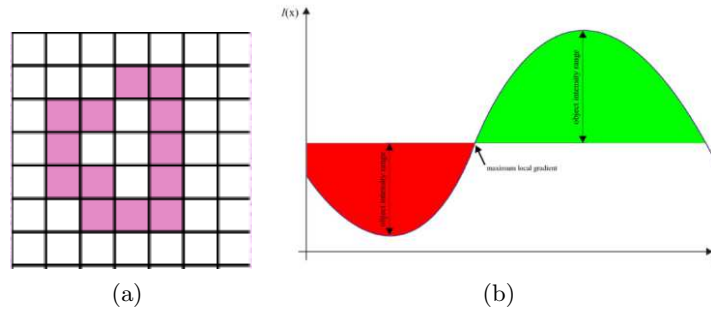 I(x)
object intensity range
object intensity range
maximum local gradient
(a)
(b)